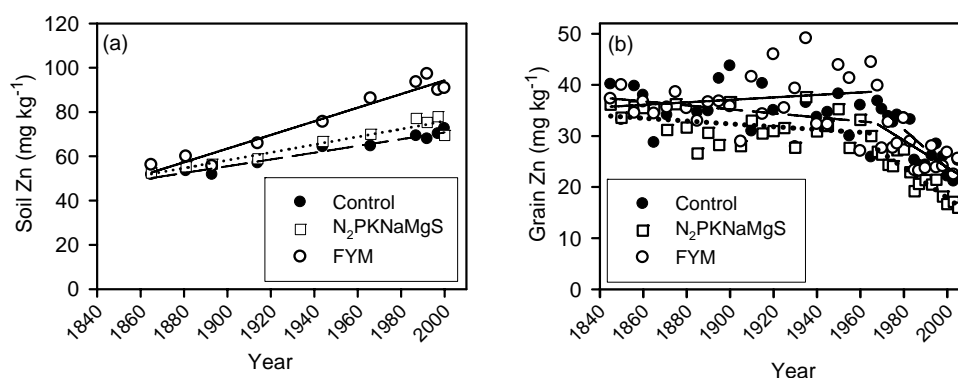 (a)
Soil Zn (mg kg⁻¹)
120
100
80
60
40
20
0
Control
N₂PKNaMgS
FYM
1840
1860
1880
1900
1920
1940
1960
1980
2000
Year
(b)
Grain Zn (mg kg⁻¹)
50
40
30
20
10
0
Control
N₂PKNaMgS
FYM
1840
1860
1880
1900
1920
1940
1960
1980
2000
Year